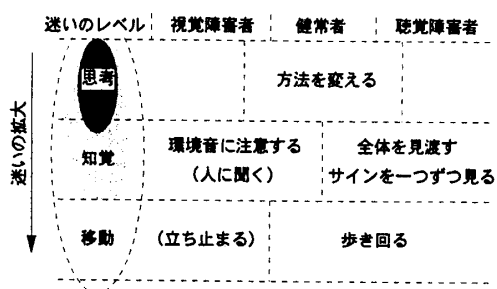 迷いのレベル 視覚障害者 健常者 聴覚障害者
思考 方法を変える
迷いの拡大
知覚 環境音に注意する 全体を見渡す
(人に聞く) サインを一つずつ見る
移動 (立ち止まる) 歩き回る